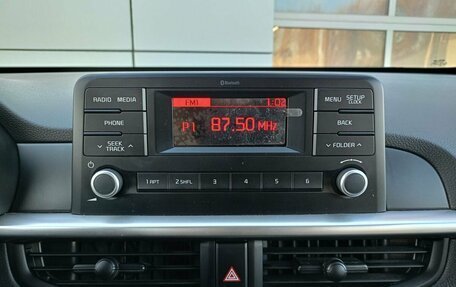 Bluetooth
RADIO MEDIA
FM1 1:02
MENU SETUP
CLOCK
PHONE
P1 87.50 MHz
BACK
SEEK
TRACK
FOLDER
1 RPT 2 SHFL 3 4 5 6